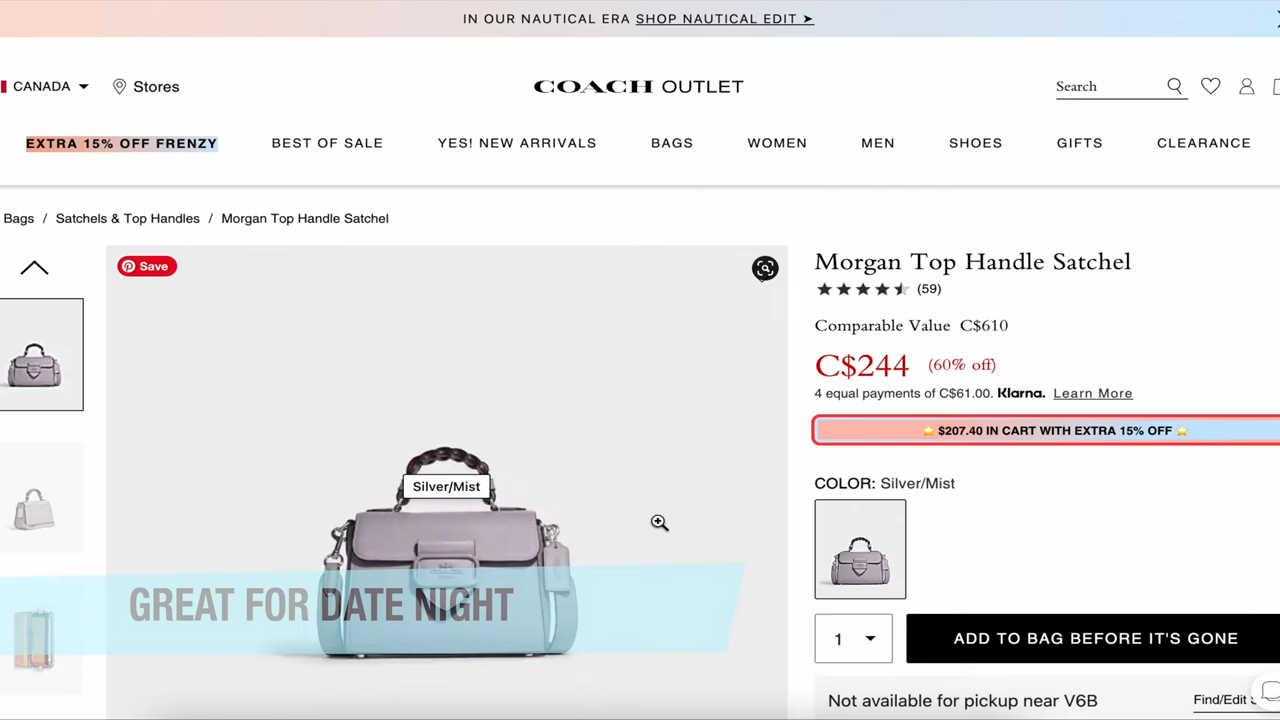 IN OUR NAUTICAL ERA SHOP NAUTICAL EDIT ➤
CANADA
Stores
COACH OUTLET
Search
EXTRA 15% OFF FRENZY
BEST OF SALE
YES! NEW ARRIVALS
BAGS
WOMEN
MEN
SHOES
GIFTS
CLEARANCE
Bags / Satchels & Top Handles / Morgan Top Handle Satchel
Save
Morgan Top Handle Satchel
(59)
Comparable Value C$610
C$244 (60% off)
4 equal payments of C$61.00. Klarna. Learn More
⭐ $207.40 IN CART WITH EXTRA 15% OFF ⭐
COLOR: Silver/Mist
Silver/Mist
GREAT FOR DATE NIGHT
1
ADD TO BAG BEFORE IT'S GONE
Not available for pickup near V6B
Find/Edit